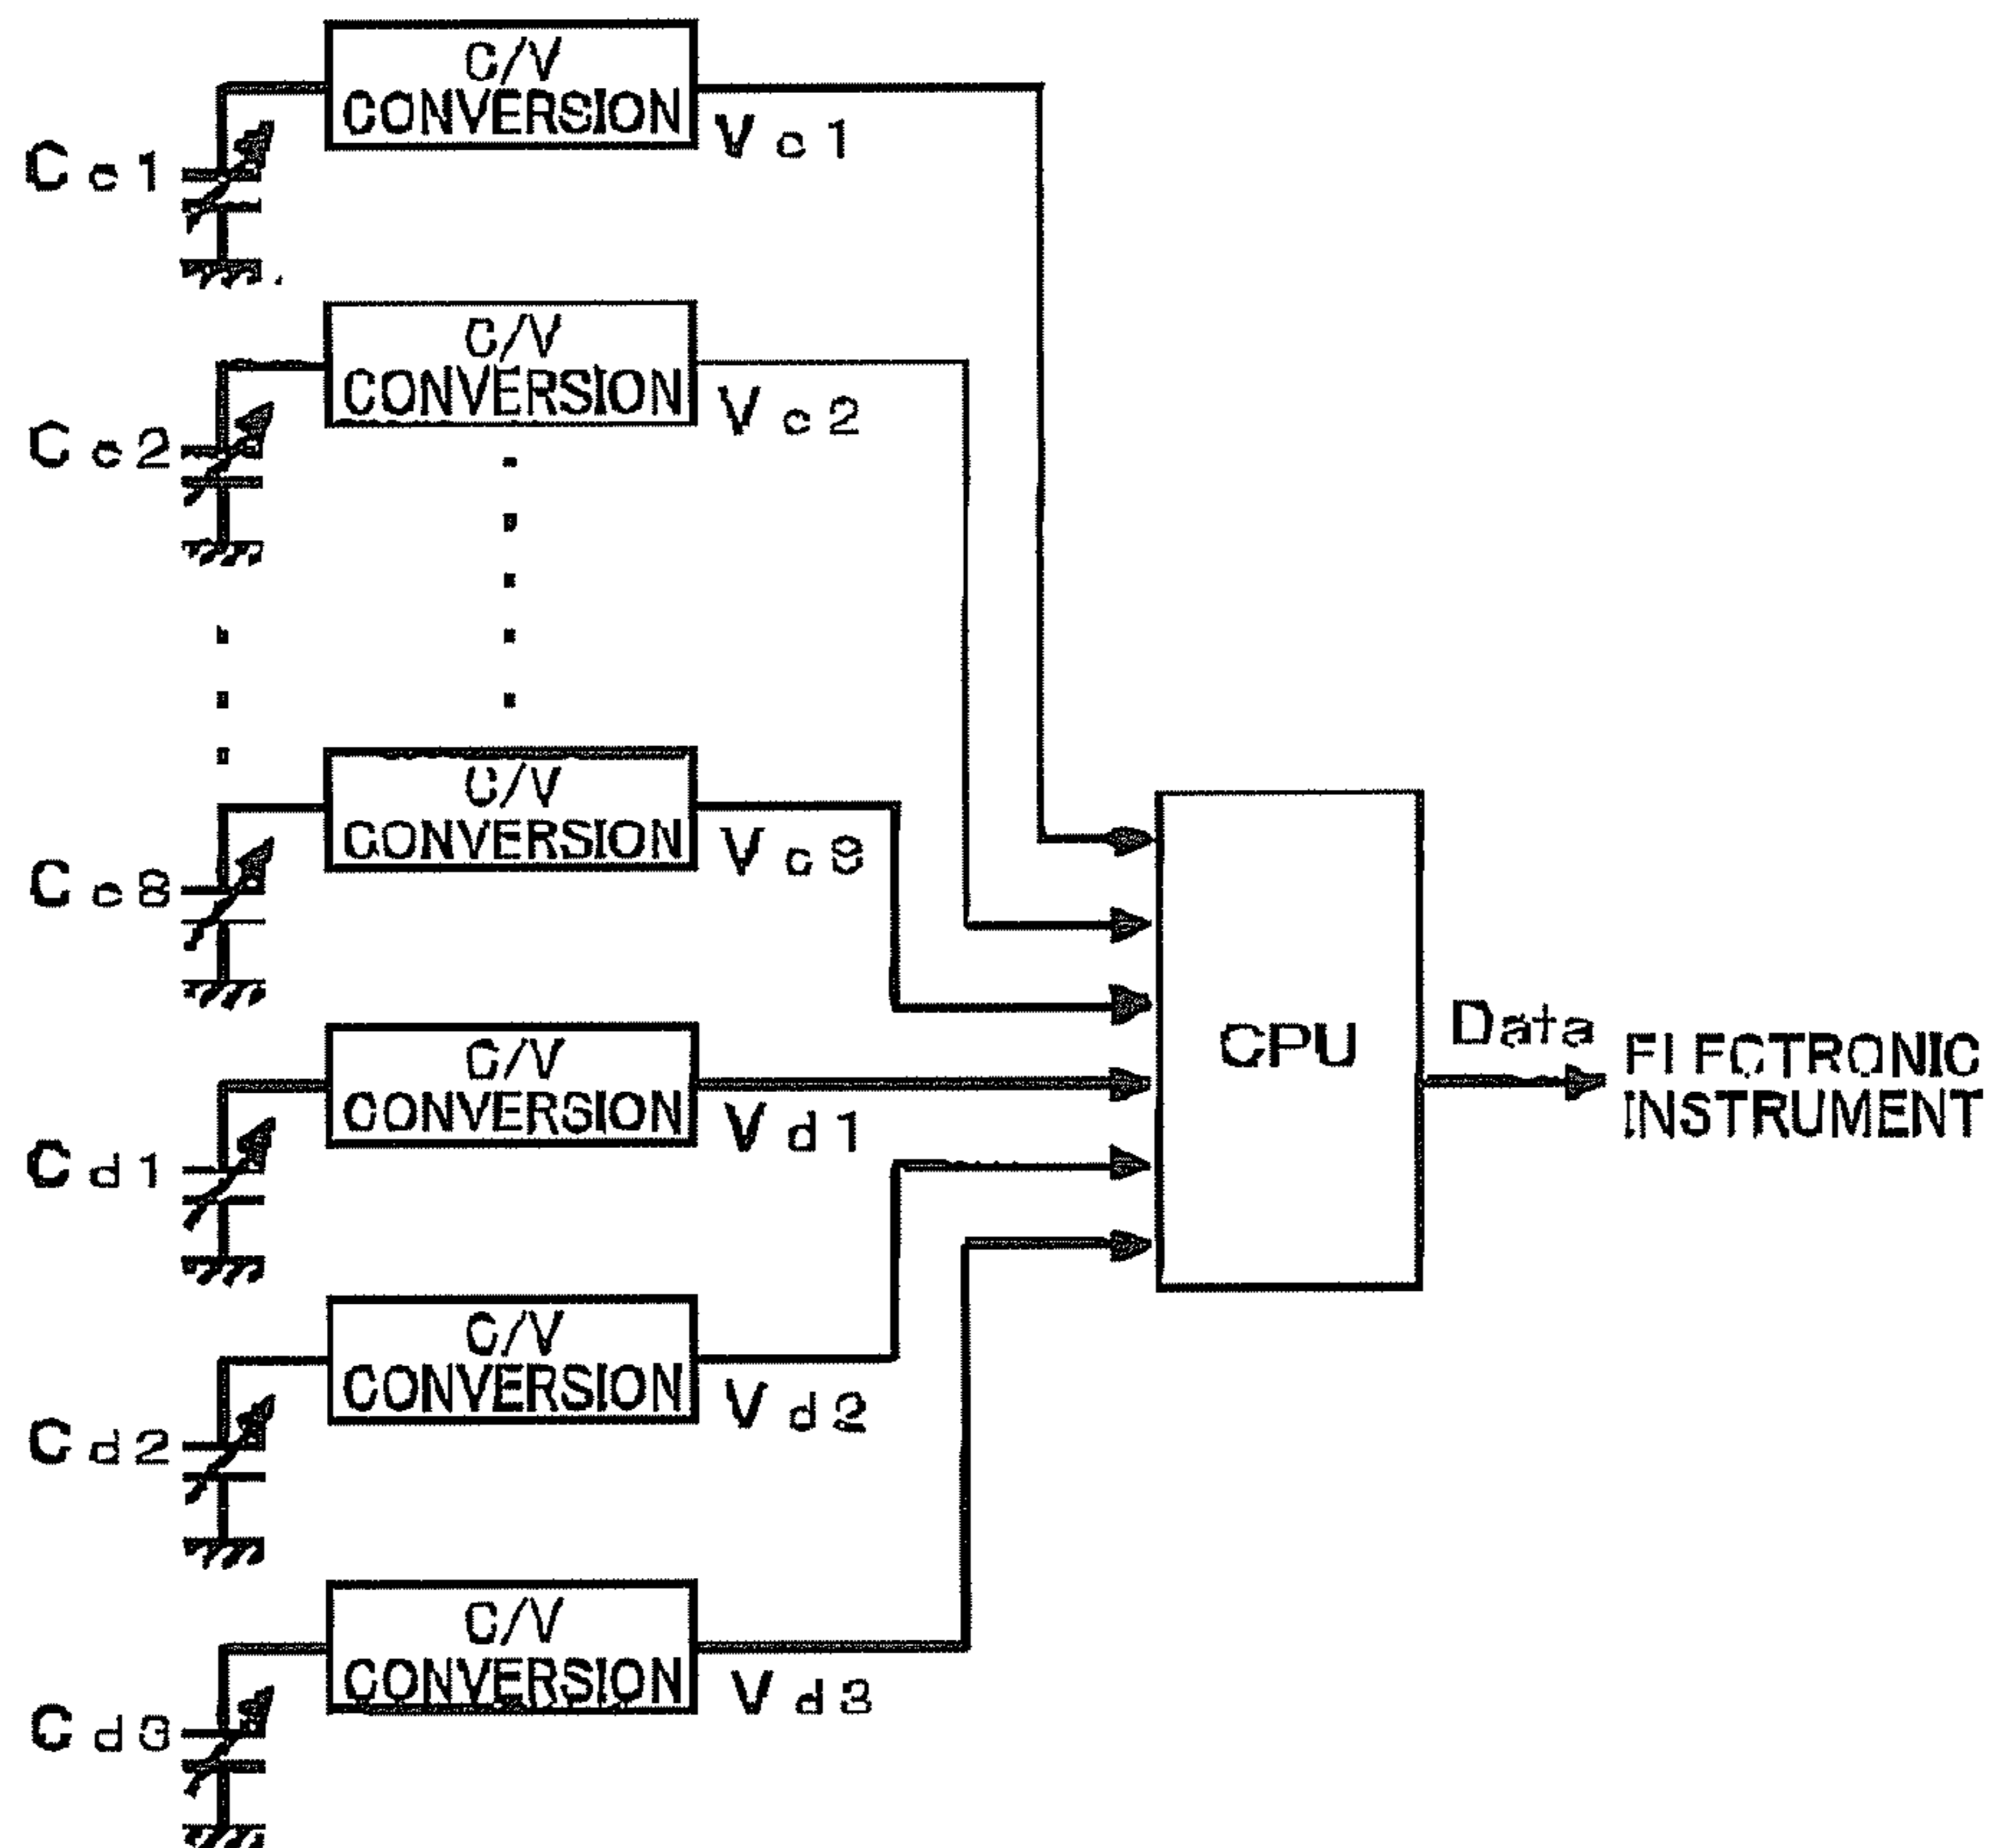 C/V
CONVERSION
Vc1
Cc1
C/V
CONVERSION
Vc2
Cc2
C/V
CONVERSION
Vc8
Cc8
C/V
CONVERSION
Vd1
Cd1
C/V
CONVERSION
Vd2
Cd2
C/V
CONVERSION
Vd3
Cd3
CPU
Data
ELECTRONIC
INSTRUMENT